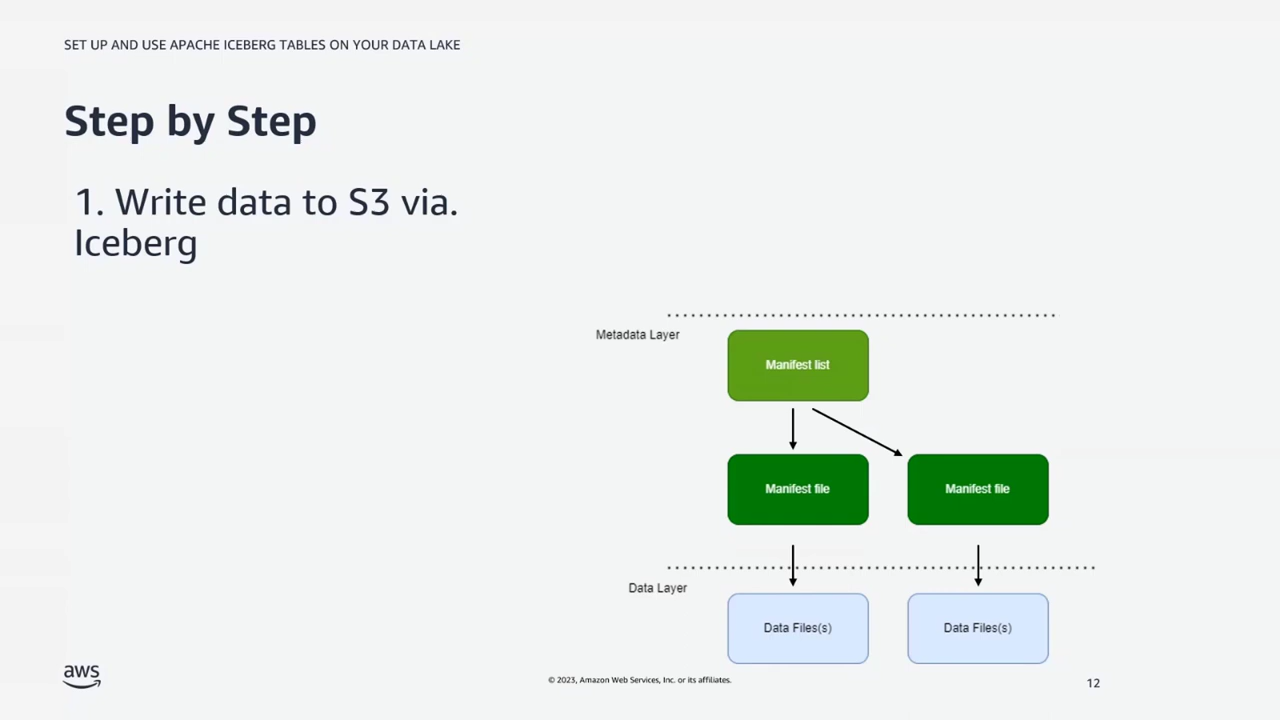 SET UP AND USE APACHE ICEBERG TABLES ON YOUR DATA LAKE
Step by Step
1. Write data to S3 via.
Iceberg
Metadata Layer
Manifest list
Manifest file
Manifest file
Data Layer
Data Files(s)
Data Files(s)
aws
© 2023, Amazon Web Services, Inc. or its affiliates.
12